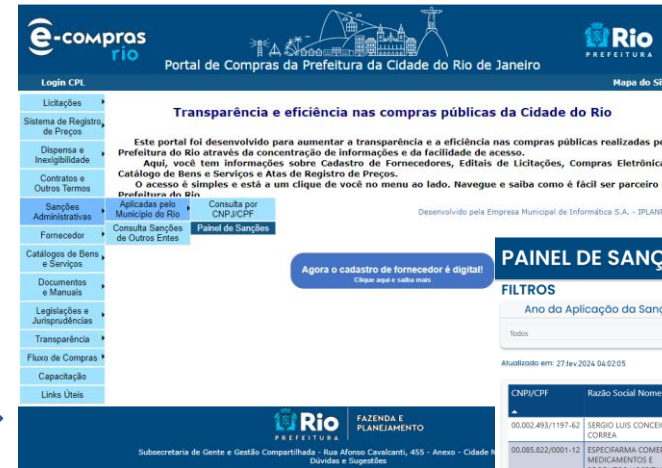 e-compras
rio
Portal de Compras da Prefeitura da Cidade do Rio de Janeiro
Rio
PREFEITURA
Login CPL
Mapa do
Licitações
Sistema de Registro
de Preços
Dispensa e
Inexigibilidade
Contratos e
Outros Termos
Sanções
Administrativas
Fornecedor
Catálogos de Bens
e Serviços
Documentos
e Manuais
Legislações e
Jurisprudências
Transparência
Fluxo de Compras
Capacitação
Links Úteis
Aplicadas pelo
Município do Rio
Consulta Sanções
de Outros Entes
Consulta por
CNPJ/CPF
Painel de Sanções
Transparência e eficiência nas compras públicas da Cidade do Rio
Este portal foi desenvolvido para aumentar a transparência e a eficiência nas compras públicas realizadas
Prefeitura do Rio através da concentração de informações e da facilidade de acesso.
Aqui, você tem informações sobre Cadastro de Fornecedores, Editais de Licitações, Compras
Catálogo de Bens e Serviços e Atas de Registro de Preços.
O acesso é simples e está a um clique de você no menu ao lado. Navegue e saiba como é fácil ser parceiro
Prefeitura do Rio
Desenvolvido pela Empresa Municipal de Informática S.A. -
Agora o cadastro de fornecedor é digital!
Clique aqui e saiba mais
Rio
PREFEITURA
FAZENDA E
PLANEJAMENTO
Subsecretaria de Gente e Gestão Compartilhada - Rua Afonso Cavalcanti, 455 - Anexo - Cidade
Dúvidas e Sugestões
PAINEL DE
FILTROS
Ano da Aplicação da
Todos
Atualizado em: 27.fev.2024 04:02:05
CNPJ/CPF
Razão Social Nome
00.002.493/1197-62
SERGIO LUIS
CORREA
00.085.822/0001-12
ESPECIFARMA
MEDICAMENTOS E